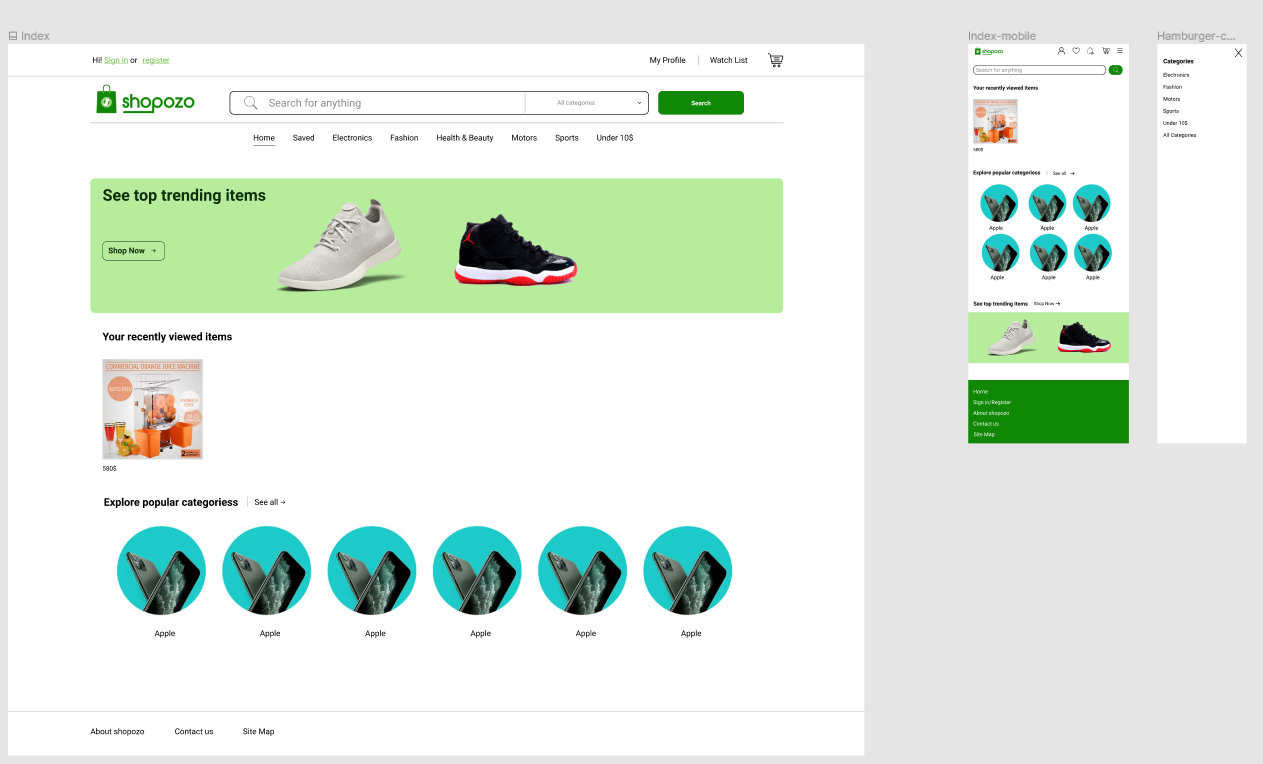 Index
Hi! Sign in or register
My Profile
Watch List
shopozo
Search for anything
All categories
Search
Home
Saved
Electronics
Fashion
Health & Beauty
Motors
Sports
Under 10$
See top trending items
Shop Now →
Your recently viewed items
COMMERCIAL ORANGE JUICE MACHINE
AUTO FEED
580$
Explore popular categoriess
See all →
Apple
Apple
Apple
Apple
Apple
Apple
About shopozo
Contact us
Site Map
Index-mobile
shopozo
Search for anything
Your recently viewed items
580$
Explore popular categoriess
See all →
Apple
Apple
Apple
Apple
Apple
Apple
See top trending items
Shop Now →
Home
Sign in/Register
About shopozo
Contact us
Site Map
Hamburger-c...
Categories
Electronics
Fashion
Motors
Sports
Under 10$
All Categories